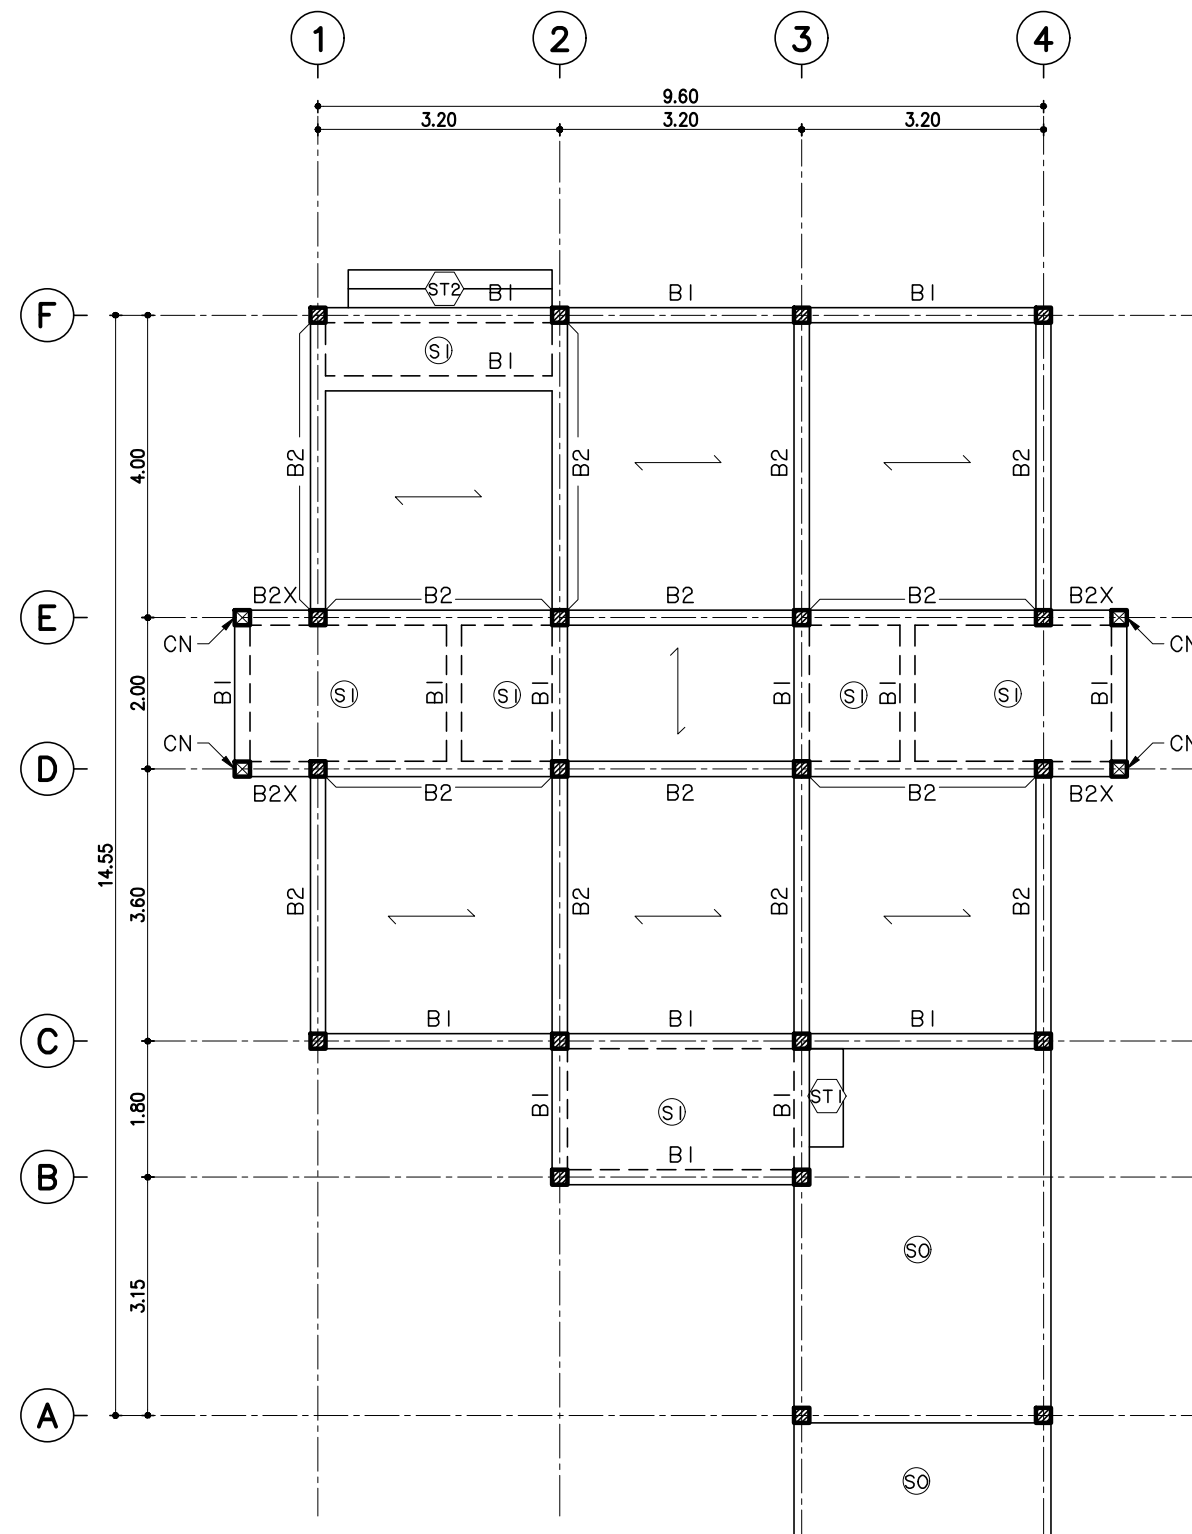 1 2 3 4
9.60
3.20 3.20 3.20
ST2 B1 B1 B1
F
S1 B1
4.00 B2 B2 B2 B2
B2X B2 B2 B2 B2X
E
CN CN
2.00 B1 S1 B1 S1 B1 B1 S1 B1 S1 B1
CN CN
D
B2X B2 B2 B2 B2X
14.55
3.60 B2 B2 B2 B2
B1 B1 B1
C
1.80 B1 S1 B1 ST1
B1
B
S0
3.15
A
S0